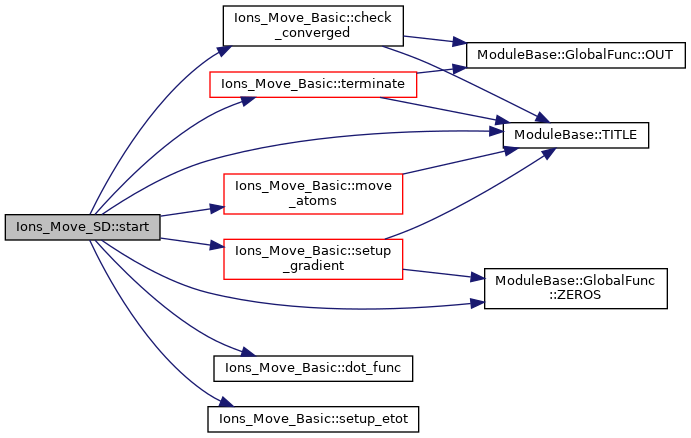 Ions_Move_Basic::check
_converged
ModuleBase::GlobalFunc::OUT
Ions_Move_Basic::terminate
ModuleBase::TITLE
Ions_Move_Basic::move
_atoms
Ions_Move_SD::start
Ions_Move_Basic::setup
_gradient
ModuleBase::GlobalFunc
::ZEROS
Ions_Move_Basic::dot_func
Ions_Move_Basic::setup_etot